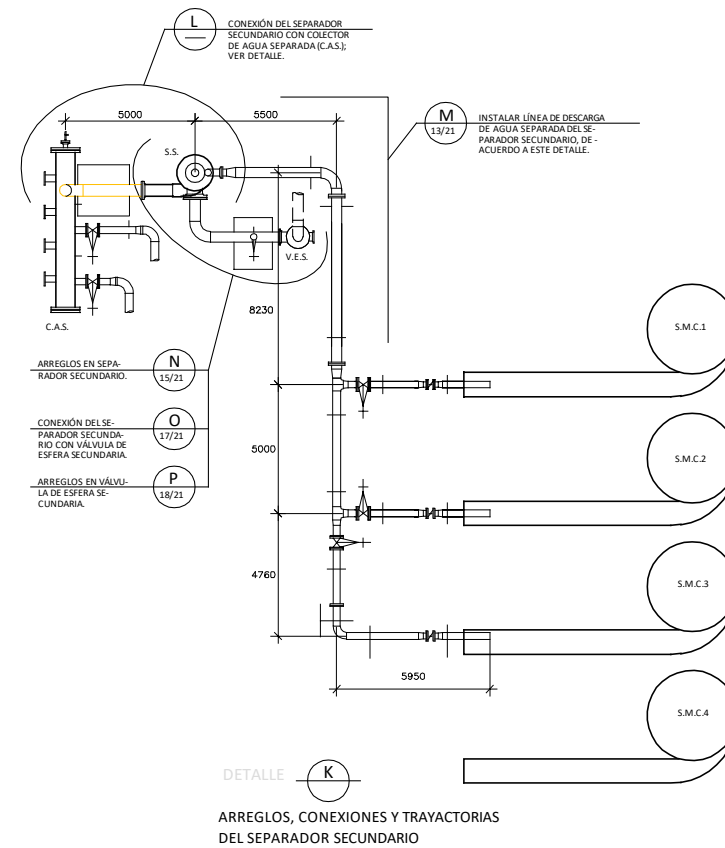 L
CONEXIÓN DEL SEPARADOR
SECUNDARIO CON COLECTOR
DE AGUA SEPARADA (C.A.S.);
VER DETALLE.
5000
5500
M
13/21
INSTALAR LÍNEA DE DESCARGA
DE AGUA SEPARADA DEL SE-
PARADOR SECUNDARIO, DE -
ACUERDO A ESTE DETALLE.
S.S.
V.E.S.
C.A.S.
8230
S.M.C.1
N
15/21
ARREGLOS EN SEPA-
RADOR SECUNDARIO.
O
17/21
CONEXIÓN DEL SE-
PARADOR SECUNDA-
RIO CON VÁLVULA DE
ESFERA SECUNDARIA.
5000
S.M.C.2
P
18/21
ARREGLOS EN VÁLVU-
LA DE ESFERA SE-
CUNDARIA.
4760
S.M.C.3
5950
S.M.C.4
DETALLE K
ARREGLOS, CONEXIONES Y TRAYACTORIAS
DEL SEPARADOR SECUNDARIO